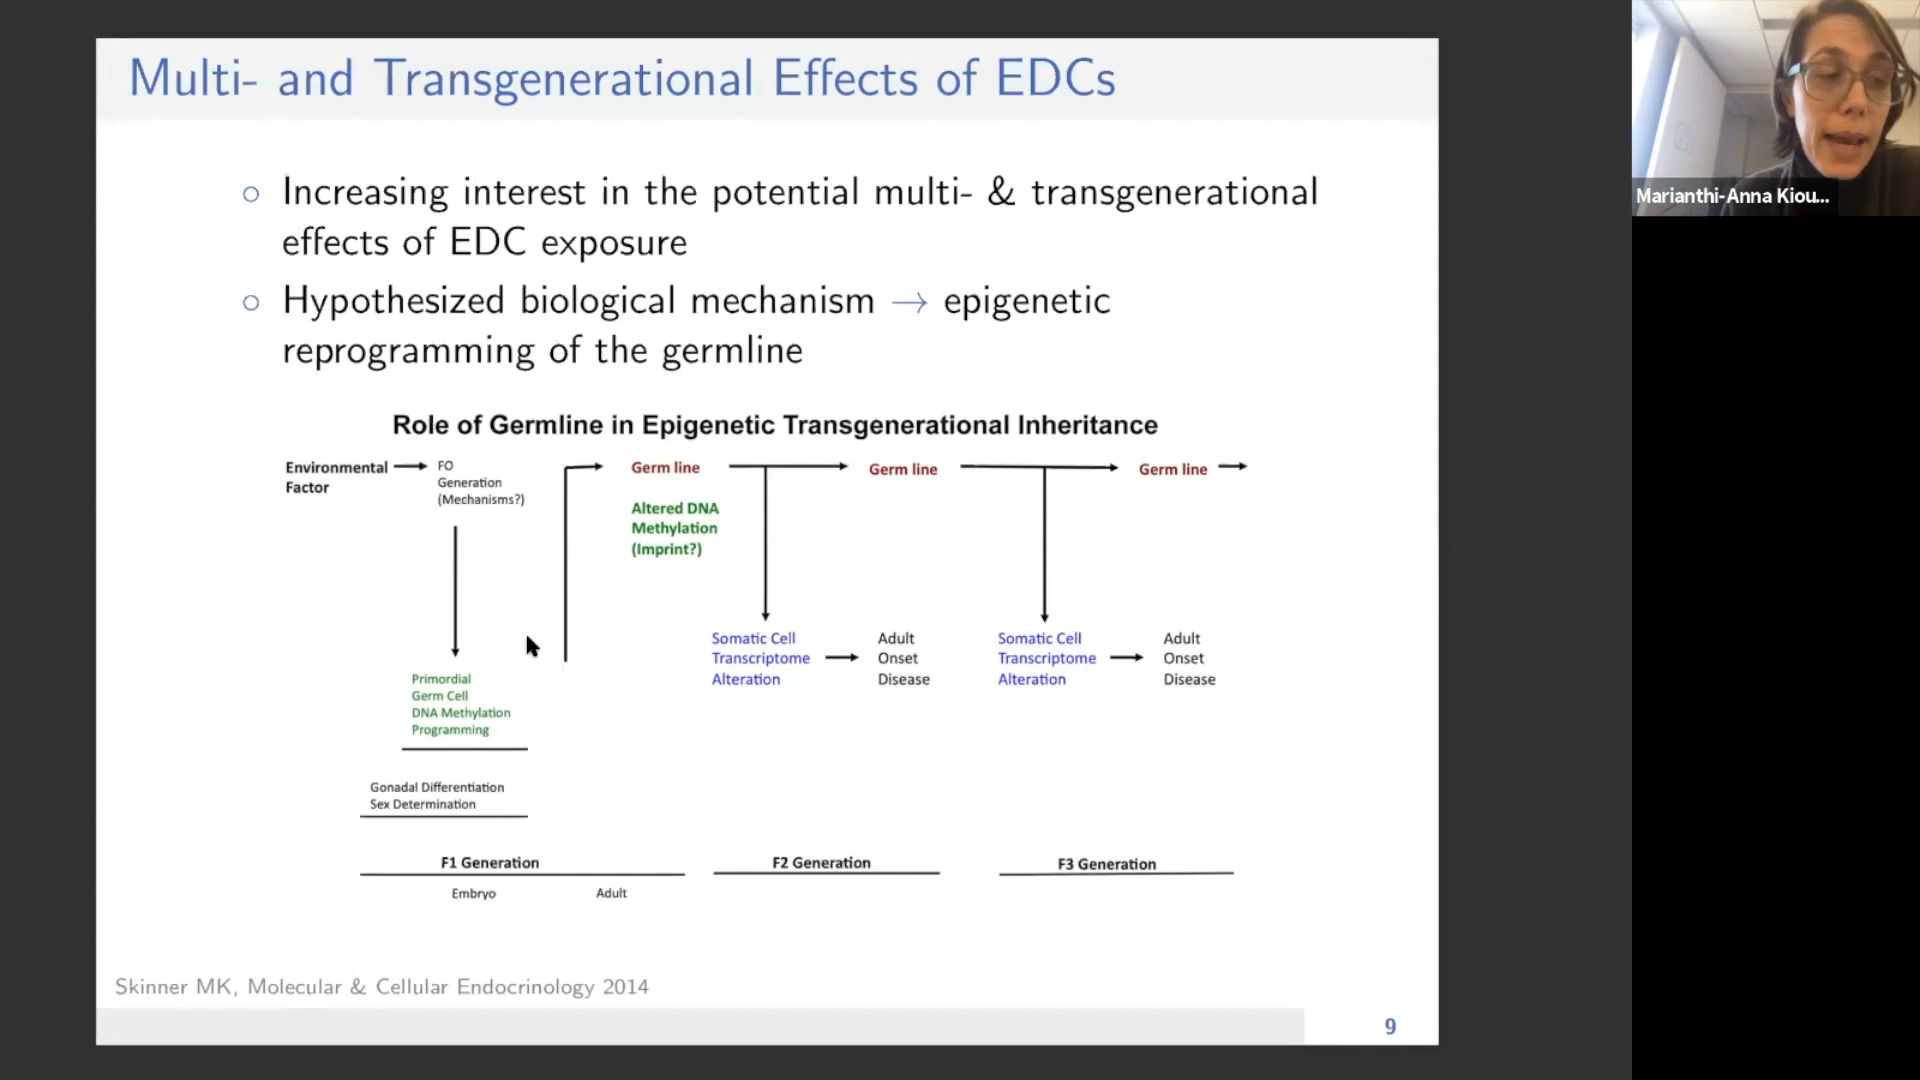 Multi- and Transgenerational Effects of EDCs
Marianthi-Anna Kiou...
○ Increasing interest in the potential multi- & transgenerational
effects of EDC exposure
○ Hypothesized biological mechanism → epigenetic
reprogramming of the germline
Role of Germline in Epigenetic Transgenerational Inheritance
Environmental
Factor
FO
Generation
(Mechanisms?)
Germ line
Altered DNA
Methylation
(Imprint?)
Germ line
Germ line
Primordial
Germ Cell
DNA Methylation
Programming
Somatic Cell
Transcriptome
Alteration
Adult
Onset
Disease
Somatic Cell
Transcriptome
Alteration
Adult
Onset
Disease
Gonadal Differentiation
Sex Determination
F1 Generation
Embryo
Adult
F2 Generation
F3 Generation
Skinner MK, Molecular & Cellular Endocrinology 2014
9